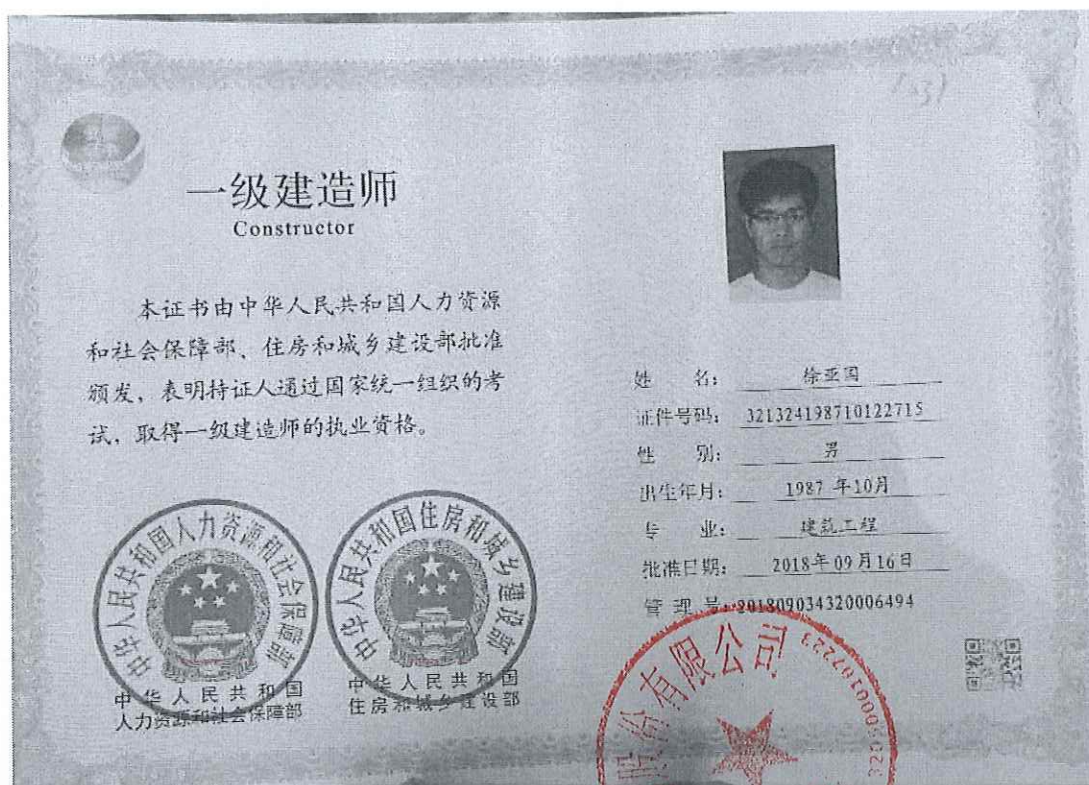 一级建造师
Constructor
本证书由中华人民共和国人力资源
和社会保障部、住房和城乡建设部批准
颁发，表明持证人通过国家统一组织的考
试，取得一级建造师的执业资格。
中华人民共和国人力资源和社会保障部
中华人民共和国住房和城乡建设部
中华人民共和国
人力资源和社会保障部
中华人民共和国
住房和城乡建设部
姓 名： 徐亚国
证件号码： 321324198710122715
性 别： 男
出生年月： 1987 年10月
专 业： 建筑工程
批准日期： 2018年09月16日
管 理 号：201809034320006494
股份有限公司